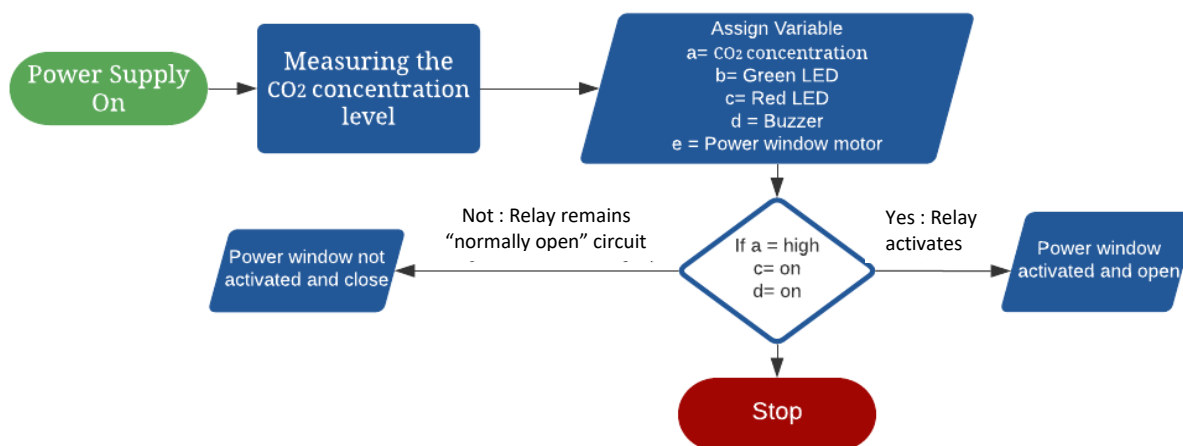 Power Supply
On
Measuring the
CO2 concentration
level
Assign Variable
a= CO2 concentration
b= Green LED
c= Red LED
d = Buzzer
e = Power window motor
Not : Relay remains
“normally open” circuit
Yes : Relay
activates
Power window not
activated and close
If a = high
c= on
d= on
Power window
activated and open
Stop